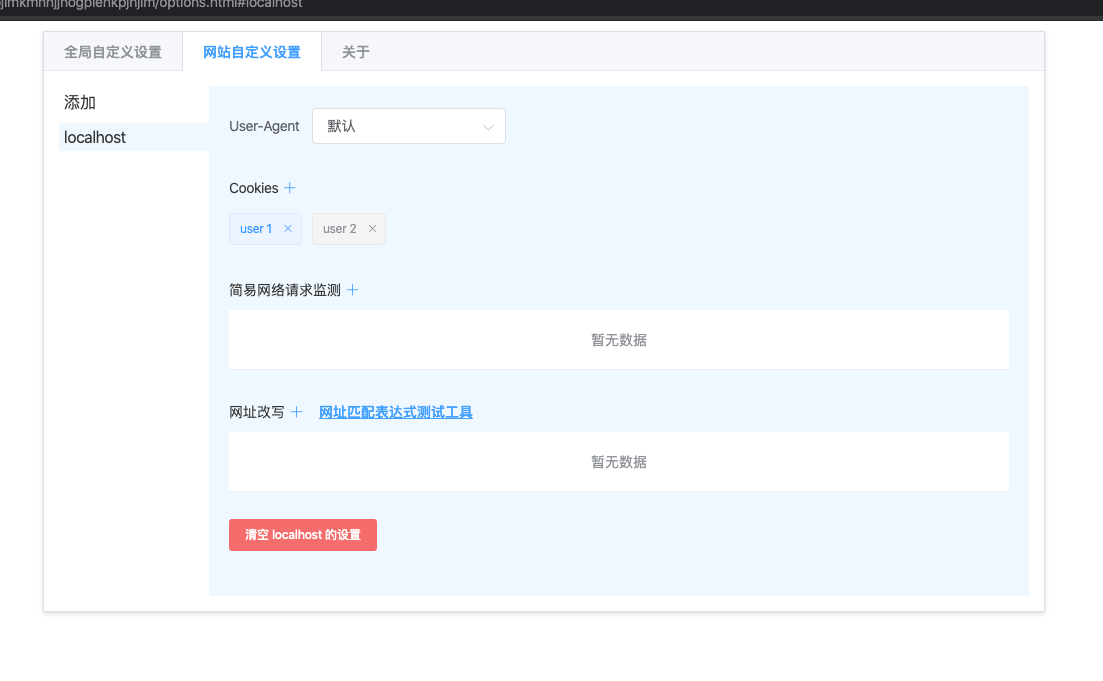 options.html#localhost
全局自定义设置 网站自定义设置 关于
添加
localhost
User-Agent 默认
Cookies
user 1 user 2
简易网络请求监测
暂无数据
网址改写 网址匹配表达式测试工具
暂无数据
清空 localhost 的设置